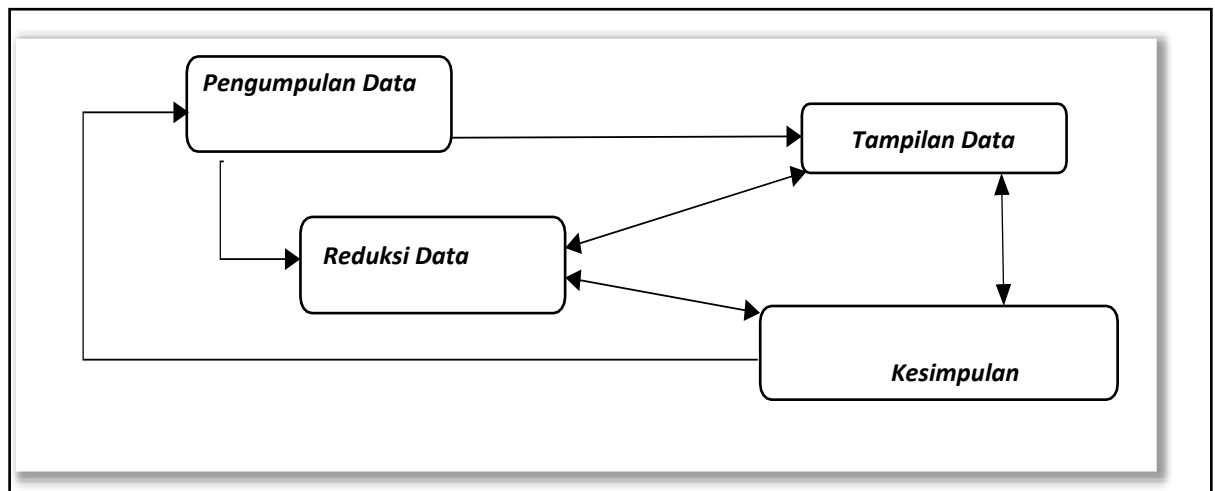 Pengumpulan Data
Tampilan Data
Reduksi Data
Kesimpulan